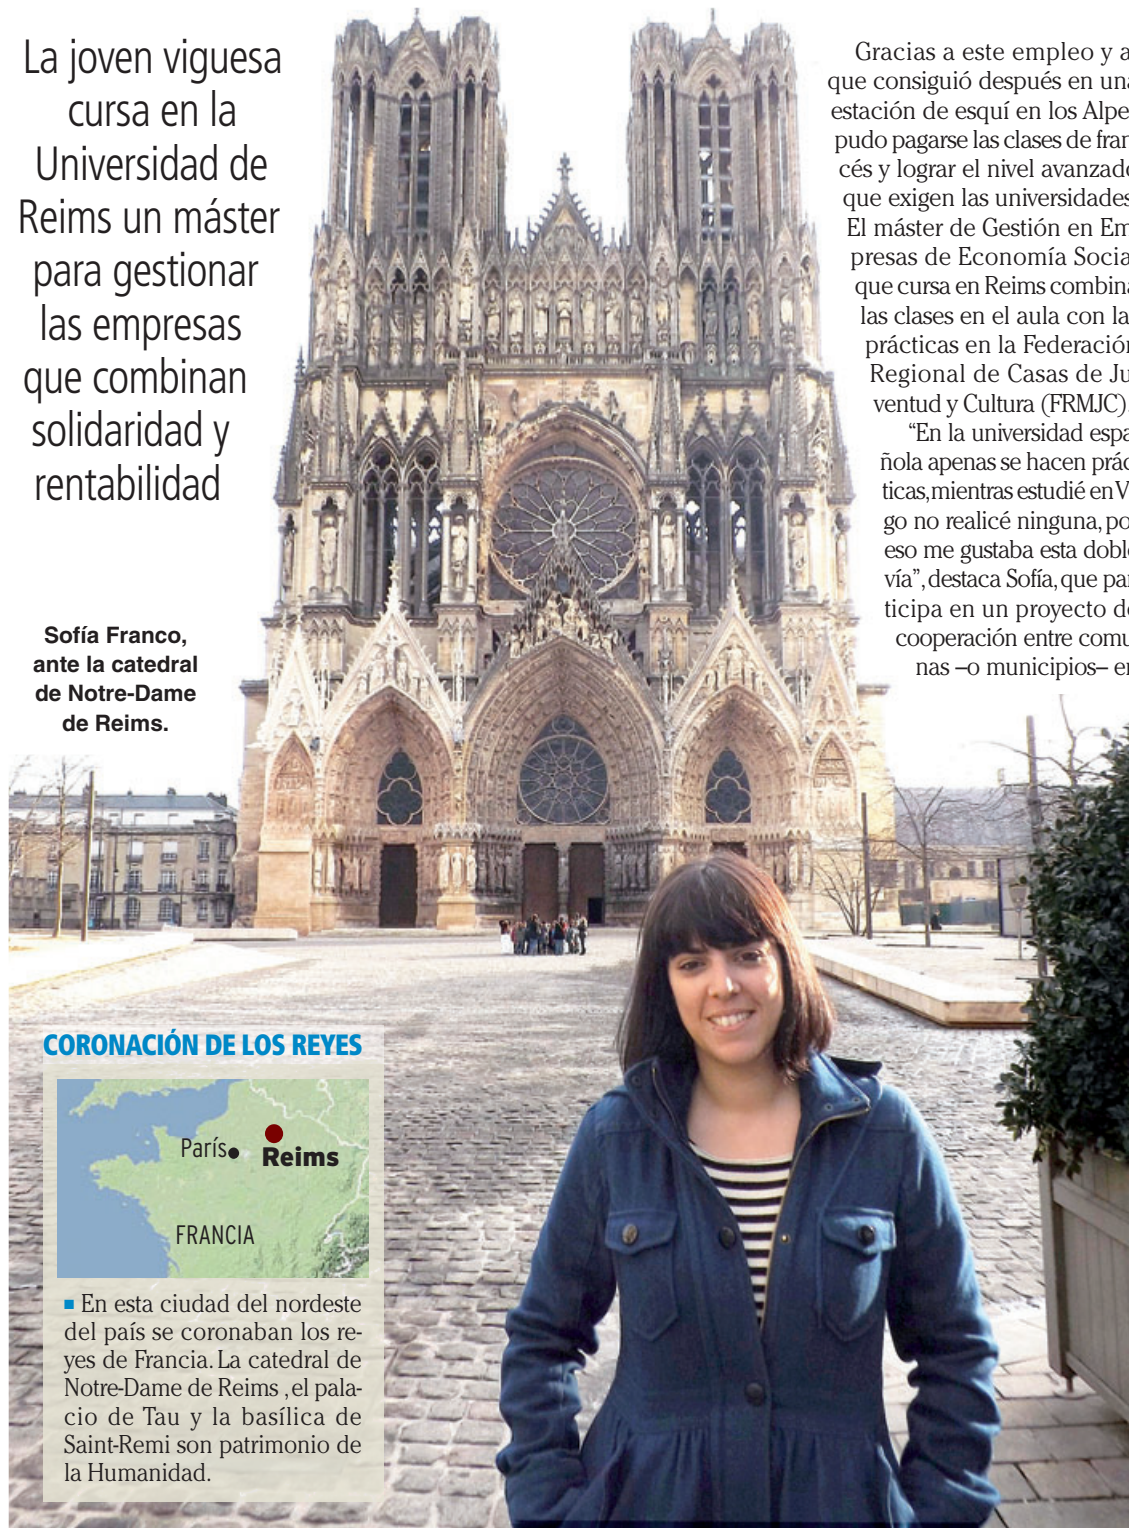 La joven viguesa
cursa en la
Universidad de
Reims un máster
para gestionar
las empresas
que combinan
solidaridad y
rentabilidad
Sofía Franco,
ante la catedral
de Notre-Dame
de Reims.
Gracias a este empleo y a
que consiguió después en una
estación de esquí en los Alpe
pudo pagarse las clases de fran
cés y lograr el nivel avanzado
que exigen las universidades
El máster de Gestión en Em
presas de Economía Socia
que cursa en Reims combina
las clases en el aula con la
prácticas en la Federación
Regional de Casas de Ju
ventud y Cultura (FRMJC)
“En la universidad espa
ñola apenas se hacen prác
ticas, mientras estudié en Vi
go no realicé ninguna, po
eso me gustaba esta doble
vía”, destaca Sofía, que par
ticipa en un proyecto de
cooperación entre comu
nas –o municipios– en
CORONACIÓN DE LOS REYES
París
Reims
FRANCIA
■ En esta ciudad del nordeste
del país se coronaban los re-
yes de Francia. La catedral de
Notre-Dame de Reims , el pala-
cio de Tau y la basílica de
Saint-Remi son patrimonio de
la Humanidad.